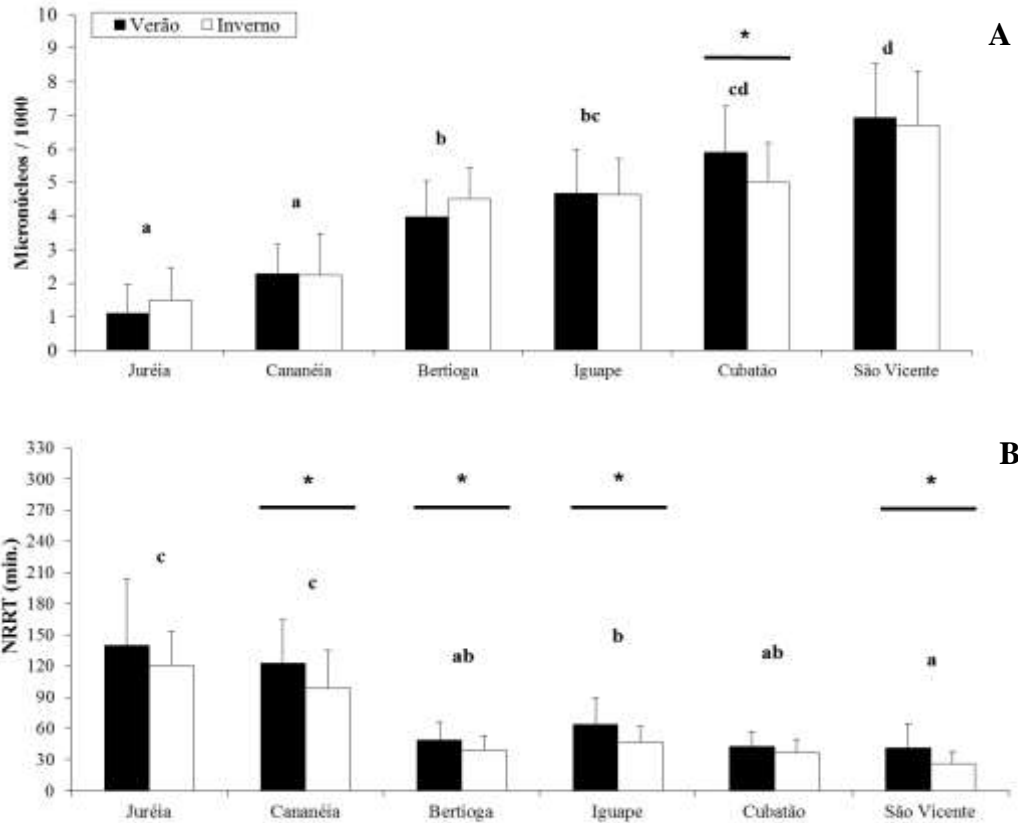 A
Micronúcleos / 1000
10
9
8
7
6
5
4
3
2
1
0
Verão Inverno
a
a
b
bc
*
cd
d
Juréia Cananéia Bertioga Iguape Cubatão São Vicente
B
NRRT (min.)
330
300
270
240
210
180
150
120
90
60
30
0
* * * *
c
c
ab
b
ab
a
Juréia Cananéia Bertioga Iguape Cubatão São Vicente